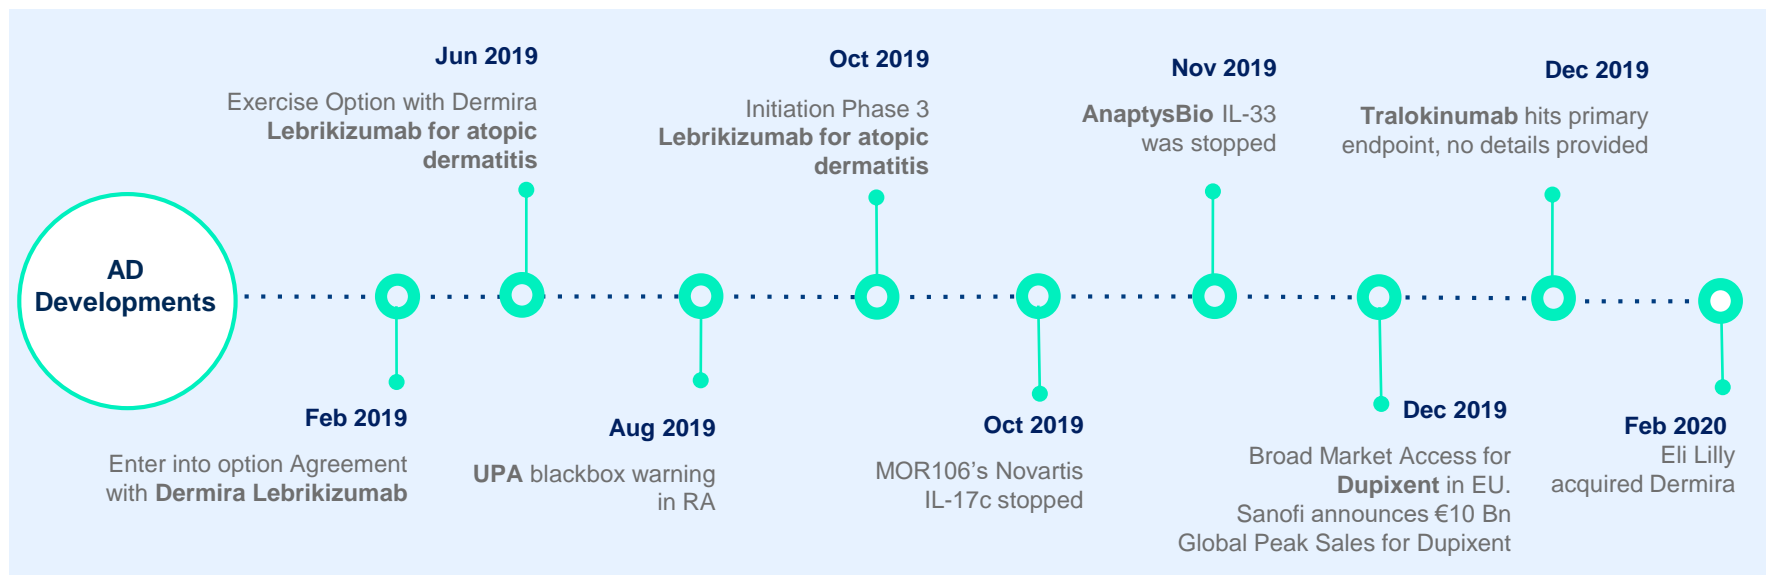 AD
Developments
Feb 2019
Enter into option Agreement
with Dermira Lebrikizumab
Jun 2019
Exercise Option with Dermira
Lebrikizumab for atopic
dermatitis
Aug 2019
UPA blackbox warning
in RA
Oct 2019
Initiation Phase 3
Lebrikizumab for atopic
dermatitis
Oct 2019
MOR106’s Novartis
IL-17c stopped
Nov 2019
AnaptysBio IL-33
was stopped
Dec 2019
Broad Market Access for
Dupixent in EU.
Sanofi announces €10 Bn
Global Peak Sales for Dupixent
Dec 2019
Tralokinumab hits primary
endpoint, no details provided
Feb 2020
Eli Lilly
acquired Dermira